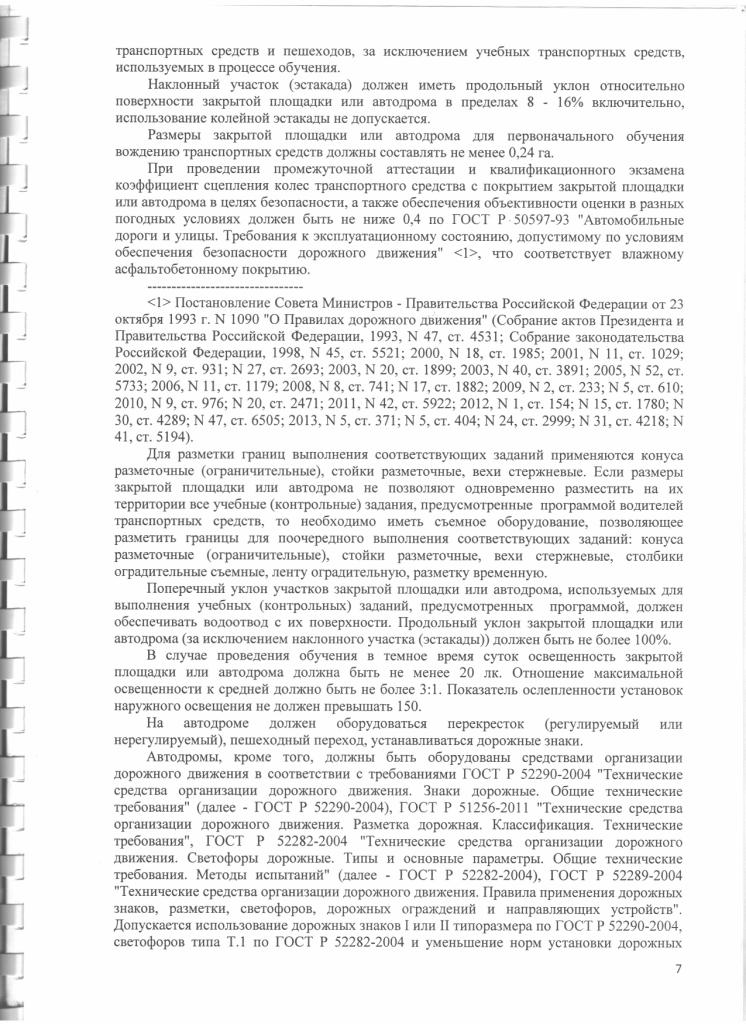 транспортных средств и пешеходов, за исключением учебных транспортных средств,
используемых в процессе обучения.
Наклонный участок (эстакада) должен иметь продольный уклон относительно
поверхности закрытой площадки или автодрома в пределах 8 - 16% включительно,
использование колейной эстакады не допускается.
Размеры закрытой площадки или автодрома для первоначального обучения
вождению транспортных средств должны составлять не менее 0,24 га.
При проведении промежуточной аттестации и квалификационного экзамена
коэффициент сцепления колес транспортного средства с покрытием закрытой площадки
или автодрома в целях безопасности, а также обеспечения объективности оценки в разных
погодных условиях должен быть не ниже 0,4 по ГОСТ Р 50597-93 "Автомобильные
дороги и улицы. Требования к эксплуатационному состоянию, допустимому по условиям
обеспечения безопасности дорожного движения" <1>, что соответствует влажному
асфальтобетонному покрытию.
--------------------------------
<1> Постановление Совета Министров - Правительства Российской Федерации от 23
октября 1993 г. N 1090 "О Правилах дорожного движения" (Собрание актов Президента и
Правительства Российской Федерации, 1993, N 47, ст. 4531; Собрание законодательства
Российской Федерации, 1998, N 45, ст. 5521; 2000, N 18, ст. 1985; 2001, N 11, ст. 1029;
2002, N 9, ст. 931; N 27, ст. 2693; 2003, N 20, ст. 1899; 2003, N 40, ст. 3891; 2005, N 52, ст.
5733; 2006, N 11, ст. 1179; 2008, N 8, ст. 741; N 17, ст. 1882; 2009, N 2, ст. 233; N 5, ст. 610;
2010, N 9, ст. 976; N 20, ст. 2471; 2011, N 42, ст. 5922; 2012, N 1, ст. 154; N 15, ст. 1780; N
30, ст. 4289; N 47, ст. 6505; 2013, N 5, ст. 371; N 5, ст. 404; N 24, ст. 2999; N 31, ст. 4218; N
41, ст. 5194).
Для разметки границ выполнения соответствующих заданий применяются конуса
разметочные (ограничительные), стойки разметочные, вехи стержневые. Если размеры
закрытой площадки или автодрома не позволяют одновременно разместить на их
территории все учебные (контрольные) задания, предусмотренные программой водителей
транспортных средств, то необходимо иметь съемное оборудование, позволяющее
разметить границы для поочередного выполнения соответствующих заданий: конуса
разметочные (ограничительные), стойки разметочные, вехи стержневые, столбики
оградительные съемные, ленту оградительную, разметку временную.
Поперечный уклон участков закрытой площадки или автодрома, используемых для
выполнения учебных (контрольных) заданий, предусмотренных программой, должен
обеспечивать водоотвод с их поверхности. Продольный уклон закрытой площадки или
автодрома (за исключением наклонного участка (эстакады)) должен быть не более 100%.
В случае проведения обучения в темное время суток освещенность закрытой
площадки или автодрома должна быть не менее 20 лк. Отношение максимальной
освещенности к средней должно быть не более 3:1. Показатель ослепленности установок
наружного освещения не должен превышать 150.
На автодроме должен оборудоваться перекресток (регулируемый или
нерегулируемый), пешеходный переход, устанавливаться дорожные знаки.
Автодромы, кроме того, должны быть оборудованы средствами организации
дорожного движения в соответствии с требованиями ГОСТ Р 52290-2004 "Технические
средства организации дорожного движения. Знаки дорожные. Общие технические
требования" (далее - ГОСТ Р 52290-2004), ГОСТ Р 51256-2011 "Технические средства
организации дорожного движения. Разметка дорожная. Классификация. Технические
требования", ГОСТ Р 52282-2004 "Технические средства организации дорожного
движения. Светофоры дорожные. Типы и основные параметры. Общие технические
требования. Методы испытаний" (далее - ГОСТ Р 52282-2004), ГОСТ Р 52289-2004
"Технические средства организации дорожного движения. Правила применения дорожных
знаков, разметки, светофоров, дорожных ограждений и направляющих устройств".
Допускается использование дорожных знаков I или II типоразмера по ГОСТ Р 52290-2004,
светофоров типа Т.1 по ГОСТ Р 52282-2004 и уменьшение норм установки дорожных
7